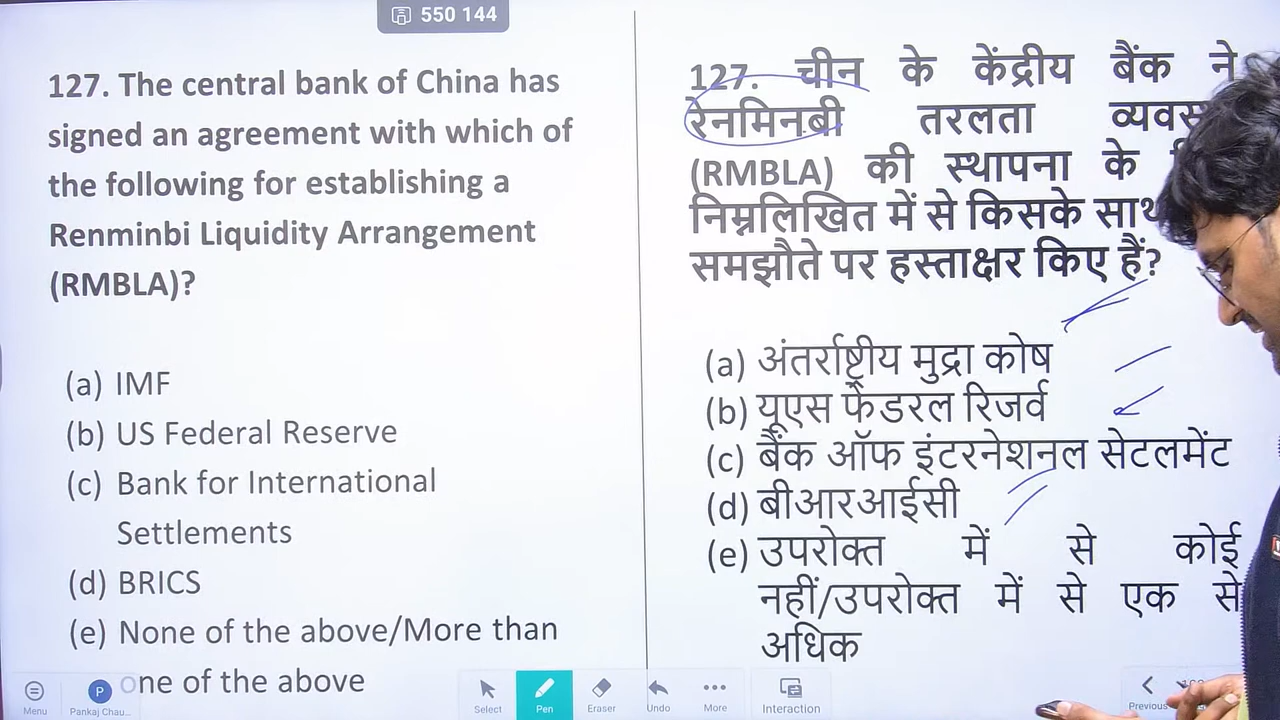 550 144
127. The central bank of China has
signed an agreement with which of
the following for establishing a
Renminbi Liquidity Arrangement
(RMBLA)?
(a) IMF
(b) US Federal Reserve
(c) Bank for International
Settlements
(d) BRICS
(e) None of the above/More than
one of the above
127. चीन के केंद्रीय बैंक ने
रेनमिनबी तरलता
(RMBLA) की स्थापना के
निम्नलिखित में से किसके साथ
समझौते पर हस्ताक्षर किए हैं?
(a) अंतर्राष्ट्रीय मुद्रा कोष
(b) यूएस फेडरल रिजर्व
(c) बैंक ऑफ इंटरनेशनल सेटलमेंट
(d) बीआरआईसी
(e) उपरोक्त में से कोई
नहीं/उपरोक्त में से एक से
अधिक
Menu
P
Pankaj Chau...
Select
Pen
Eraser
Undo
More
Interaction
Previous